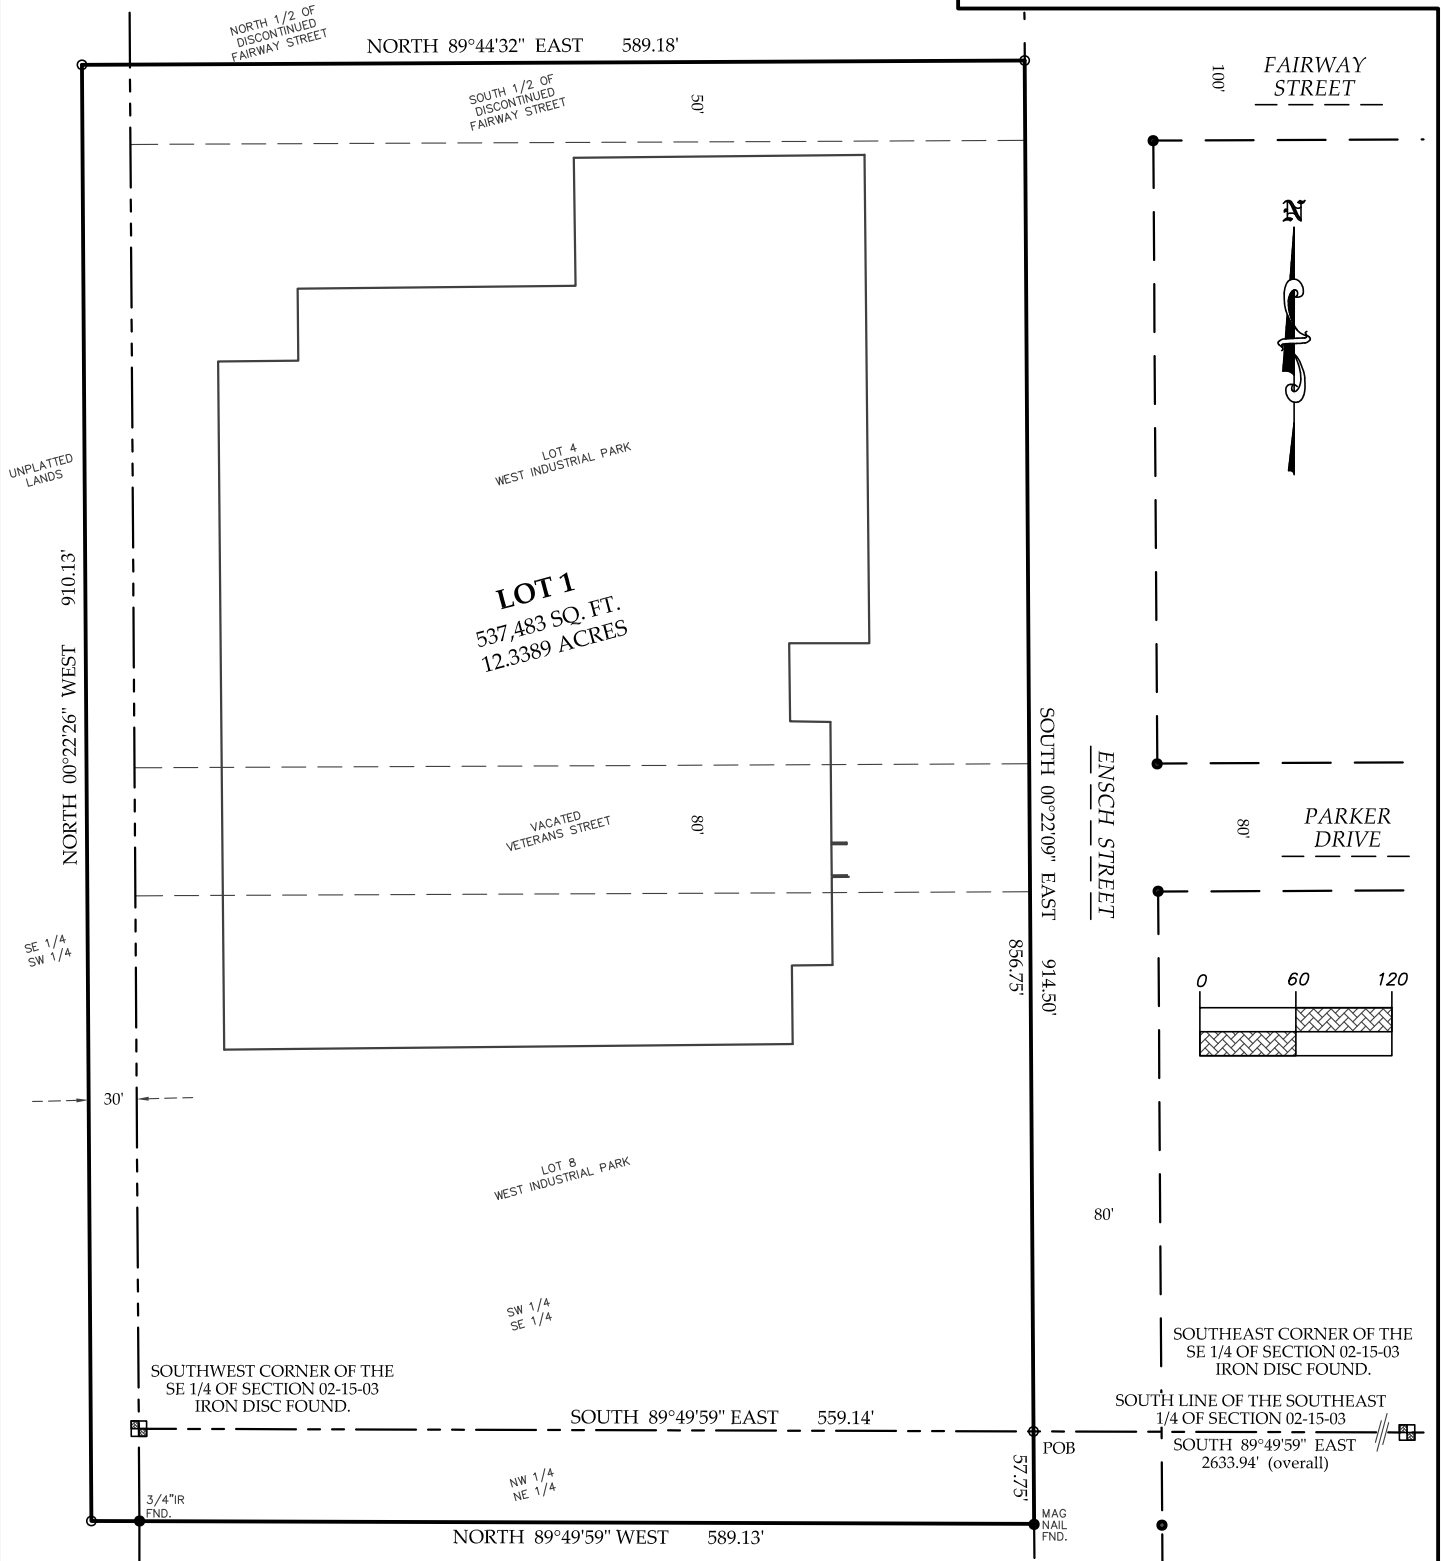 NORTH 1/2 OF
DISCONTINUED
FAIRWAY STREET
NORTH 89°44'32" EAST 589.18'
SOUTH 1/2 OF
DISCONTINUED
FAIRWAY STREET
50'
100'
FAIRWAY
STREET
N
UNPLATTED
LANDS
LOT 4
WEST INDUSTRIAL PARK
LOT 1
537,483 SQ. FT.
12.3389 ACRES
NORTH 00°22'26" WEST 910.13'
SOUTH 00°22'09" EAST 914.50'
856.75'
ENSCH STREET
VACATED
VETERANS STREET
80'
80'
PARKER
DRIVE
SE 1/4
SW 1/4
0 60 120
30'
LOT 8
WEST INDUSTRIAL PARK
80'
SW 1/4
SE 1/4
SOUTHWEST CORNER OF THE
SE 1/4 OF SECTION 02-15-03
IRON DISC FOUND.
SOUTHEAST CORNER OF THE
SE 1/4 OF SECTION 02-15-03
IRON DISC FOUND.
SOUTH 89°49'59" EAST 559.14'
SOUTH LINE OF THE SOUTHEAST
1/4 OF SECTION 02-15-03
SOUTH 89°49'59" EAST
2633.94' (overall)
POB
57.75'
NW 1/4
NE 1/4
3/4"IR
FND.
MAG
NAIL
FND.
NORTH 89°49'59" WEST 589.13'